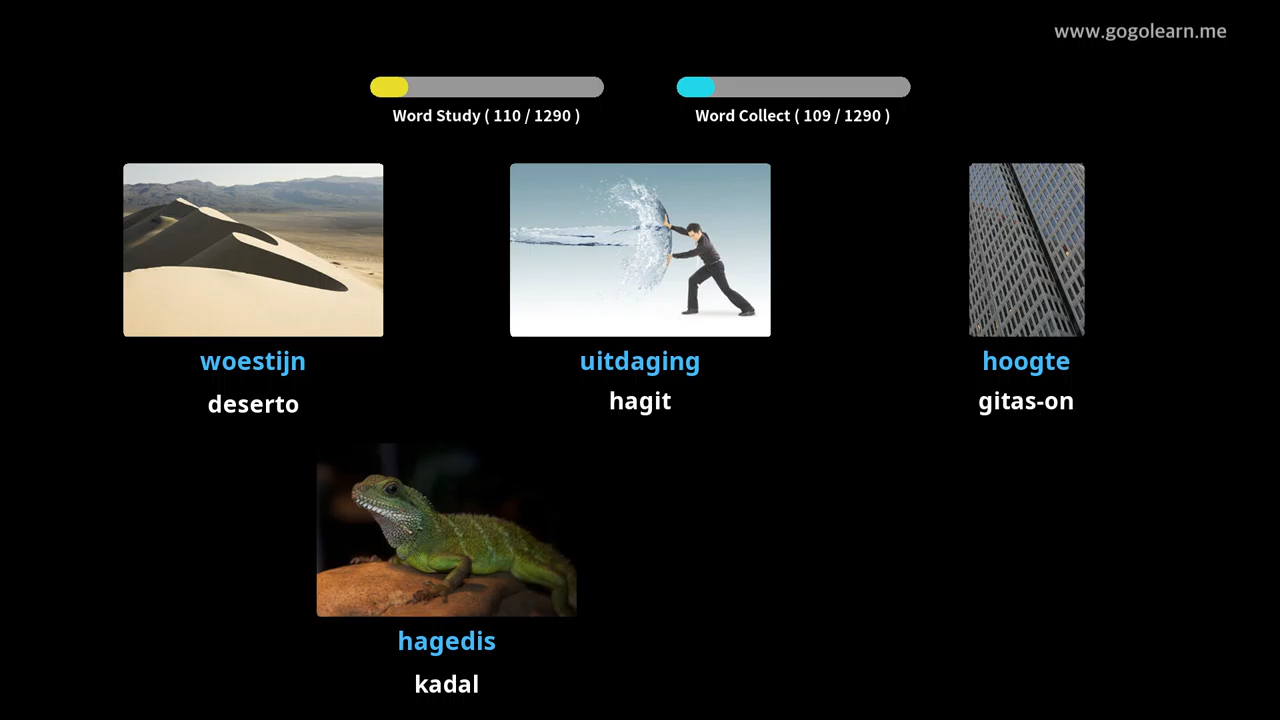 www.gogolearn.me
Word Study ( 110 / 1290 )
Word Collect ( 109 / 1290 )
woestijn
deserto
uitdaging
hagit
hoogte
gitas-on
hagedis
kadal